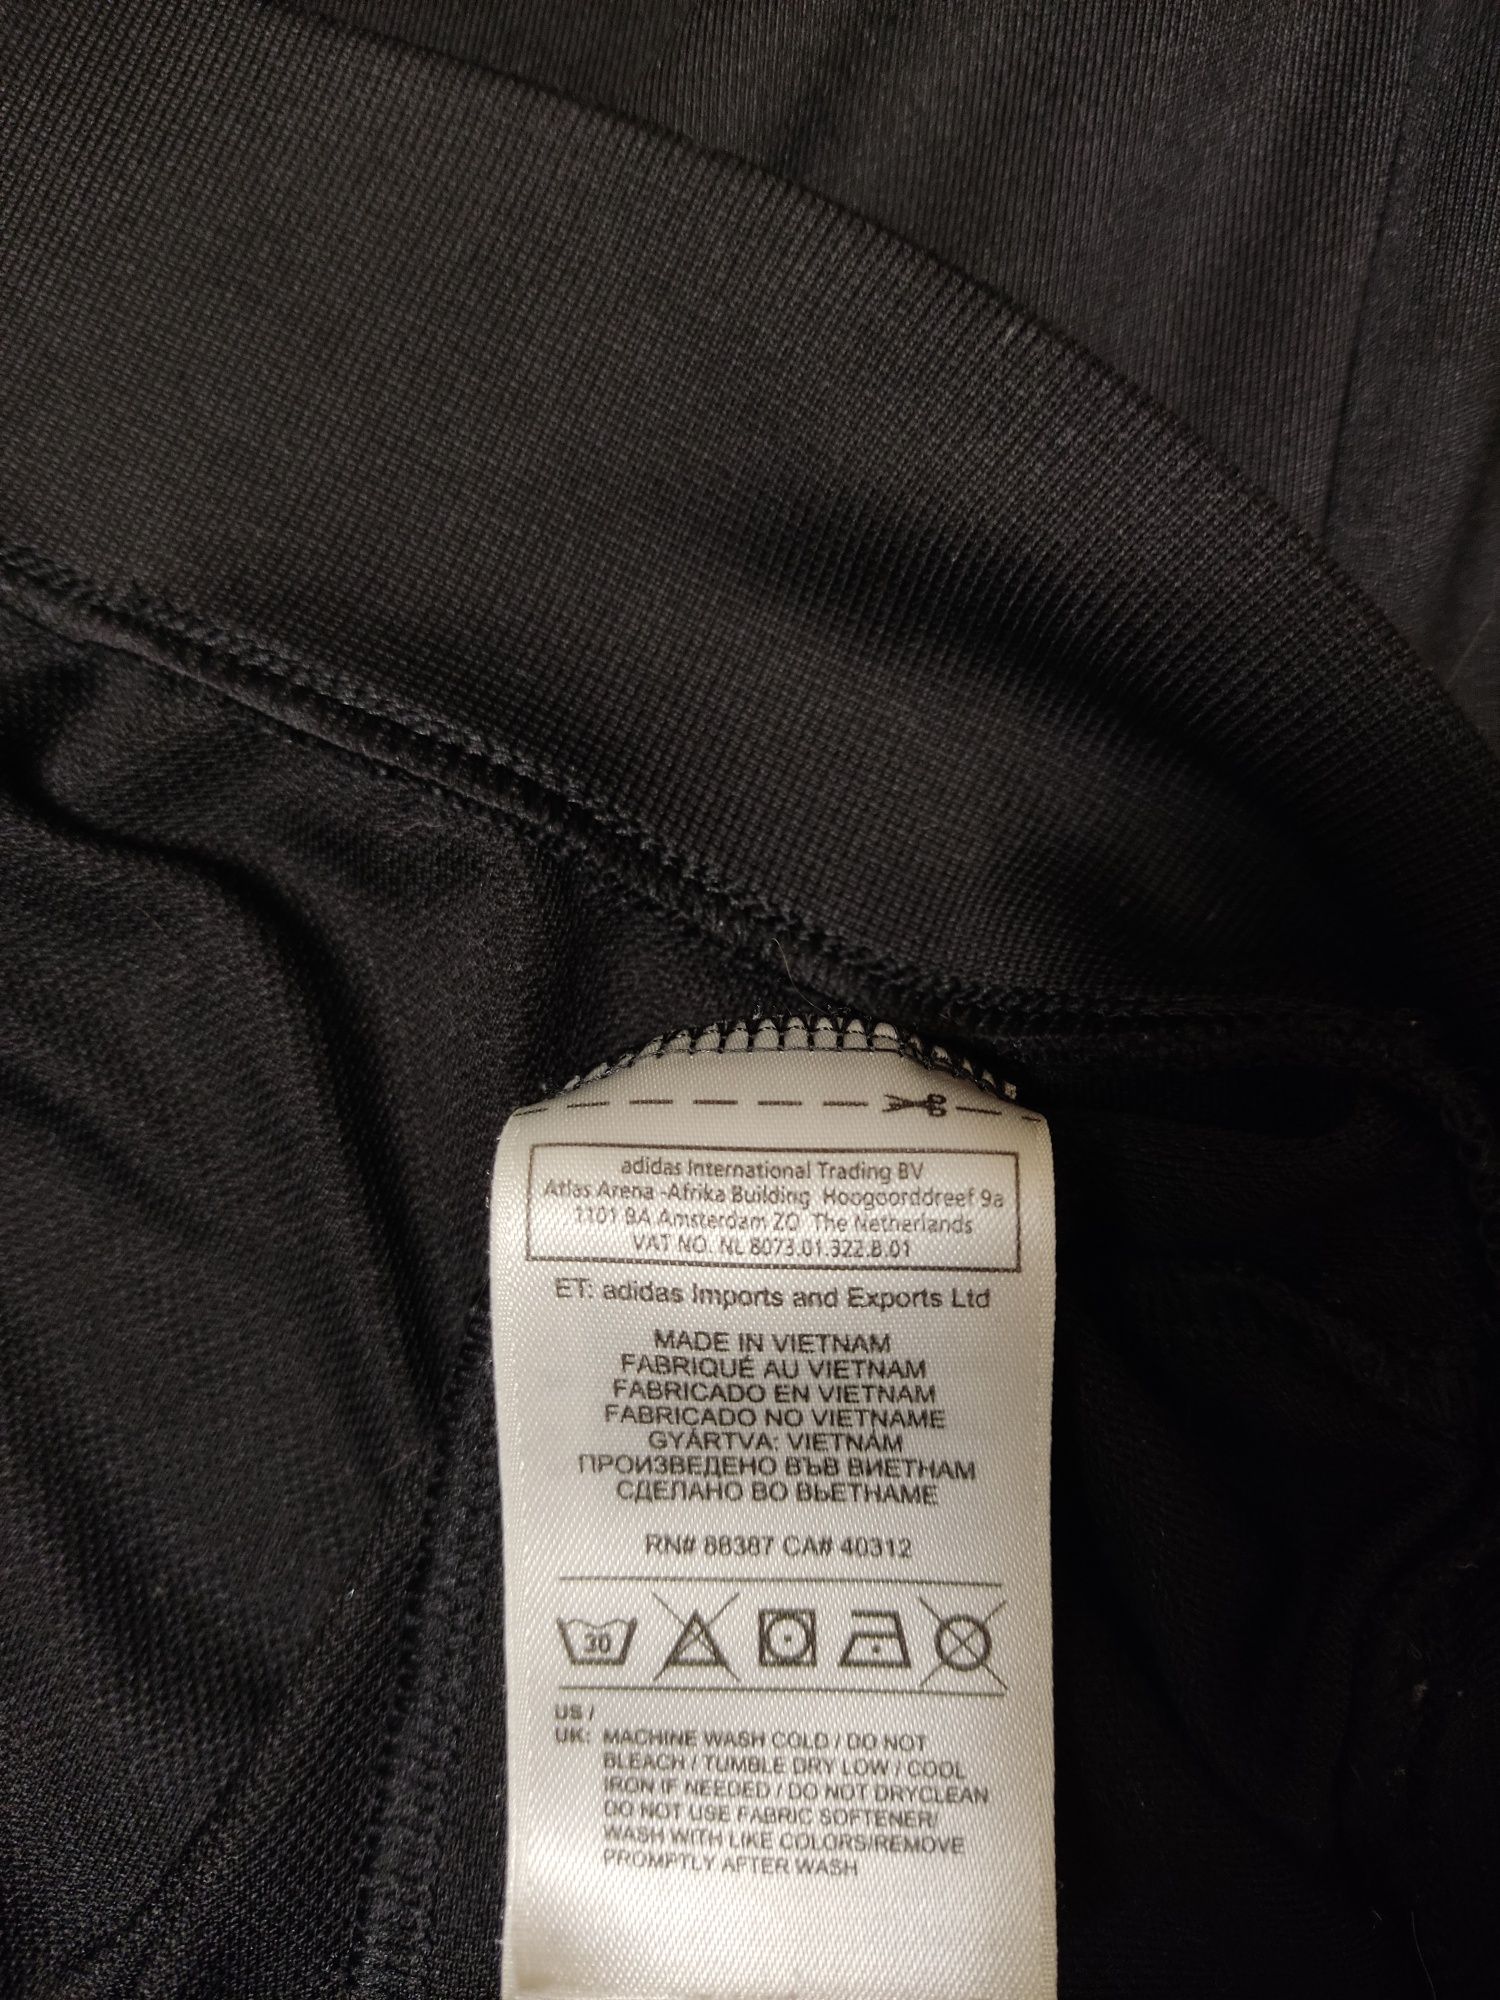 adidas International Trading BV
Atlas Arena -Afrika Building Hoogoorddreef 9a
1101 BA Amsterdam ZO The Netherlands
VAT NO. NL 8073.01.322.B.01
ET: adidas Imports and Exports Ltd
MADE IN VIETNAM
FABRIQUÉ AU VIETNAM
FABRICADO EN VIETNAM
FABRICADO NO VIETNAME
GYÁRTVA: VIETNÁM
ПРОИЗВЕДЕНО ВЪВ ВИЕТНАМ
СДЕЛАНО ВО ВЬЕТНАМЕ
RN# 88387 CA# 40312
30
US /
UK: MACHINE WASH COLD / DO NOT
BLEACH / TUMBLE DRY LOW / COOL
IRON IF NEEDED / DO NOT DRYCLEAN
DO NOT USE FABRIC SOFTENER/
WASH WITH LIKE COLORS/REMOVE
PROMPTLY AFTER WASH